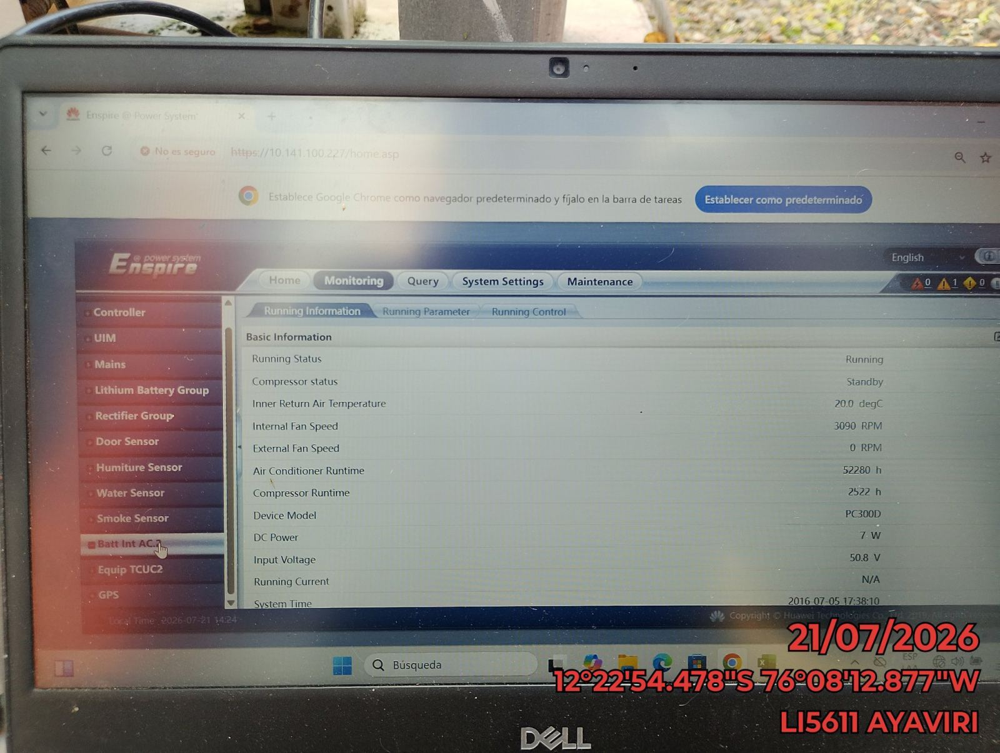 Enspire @ Power System
No es seguro https://10.141.100.227/home.asp
Establece Google Chrome como navegador predeterminado y fíjalo en la barra de tareas Establecer como predeterminado
Enspire @ power system
English
Home Monitoring Query System Settings Maintenance
0 1 0
Running Information Running Parameter Running Control
Controller
UIM
Mains
Lithium Battery Group
Rectifier Group
Door Sensor
Humiture Sensor
Water Sensor
Smoke Sensor
Batt Int AC.2
Equip TCUC2
GPS
Basic Information
Running Status Running
Compressor status Standby
Inner Return Air Temperature 20.0 degC
Internal Fan Speed 3090 RPM
External Fan Speed 0 RPM
Air Conditioner Runtime 52280 h
Compressor Runtime 2522 h
Device Model PC300D
DC Power 7 W
Input Voltage 50.8 V
Running Current N/A
System Time 2016-07-05 17:38:10
Local Time: 2026-07-21 14:24
Copyright © Huawei Technologies Co.
Búsqueda
ESP
21/07/2026
12°22'54.478"S 76°08'12.877"W
LI5611 AYAVIRI
DELL